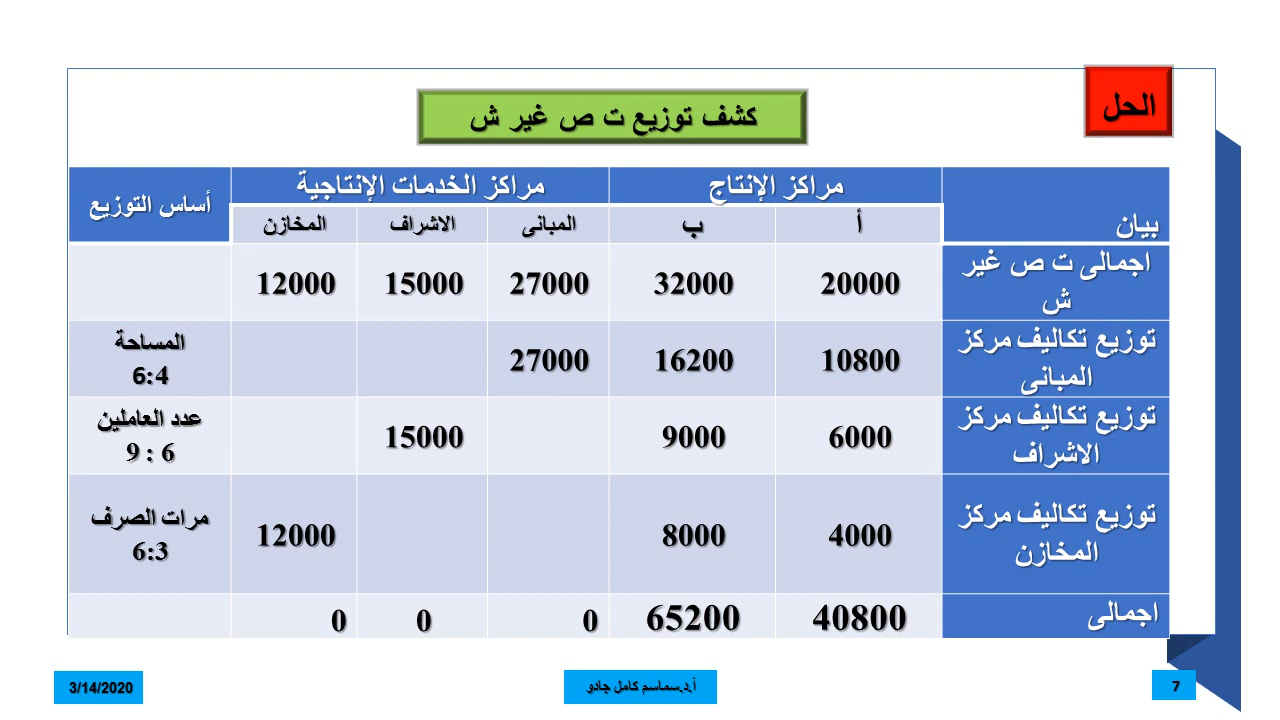 الحل
كشف توزيع ت ص غير ش
بيان
مراكز الإنتاج
مراكز الخدمات الإنتاجية
أساس التوزيع
أ
ب
المبانى
الاشراف
المخازن
اجمالى ت ص غير
ش
20000
32000
27000
15000
12000
توزيع تكاليف مركز
المبانى
10800
16200
27000
المساحة
6:4
توزيع تكاليف مركز
الاشراف
6000
9000
15000
عدد العاملين
9 : 6
توزيع تكاليف مركز
المخازن
4000
8000
12000
مرات الصرف
6:3
اجمالى
40800
65200
0
0
0
3/14/2020
أ.د.سماسم كامل جادو
7